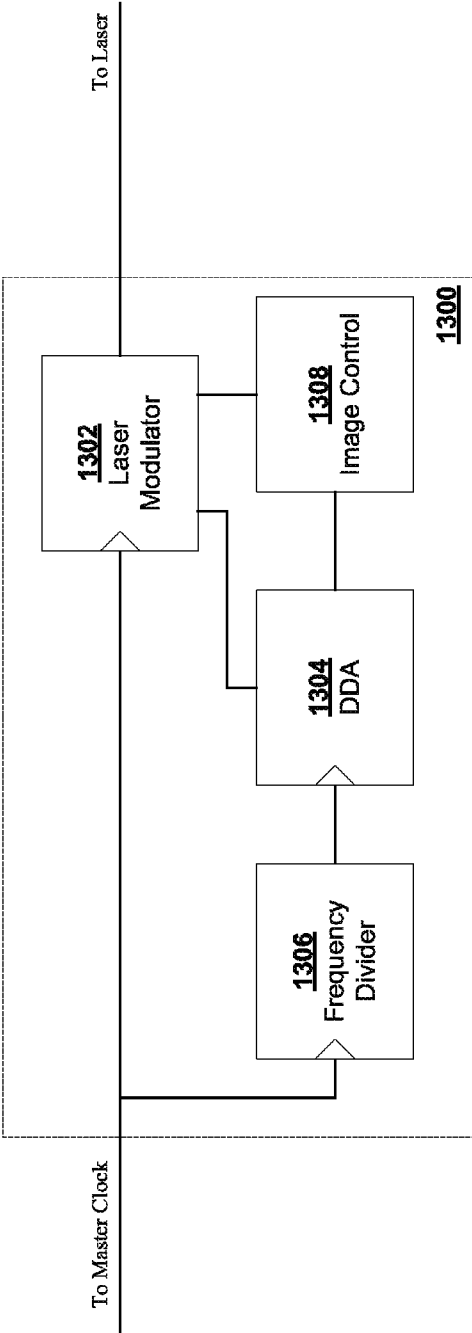 To Master Clock
To Laser
1302
Laser
Modulator
1306
Frequency
Divider
1304
DDA
1308
Image Control
1300